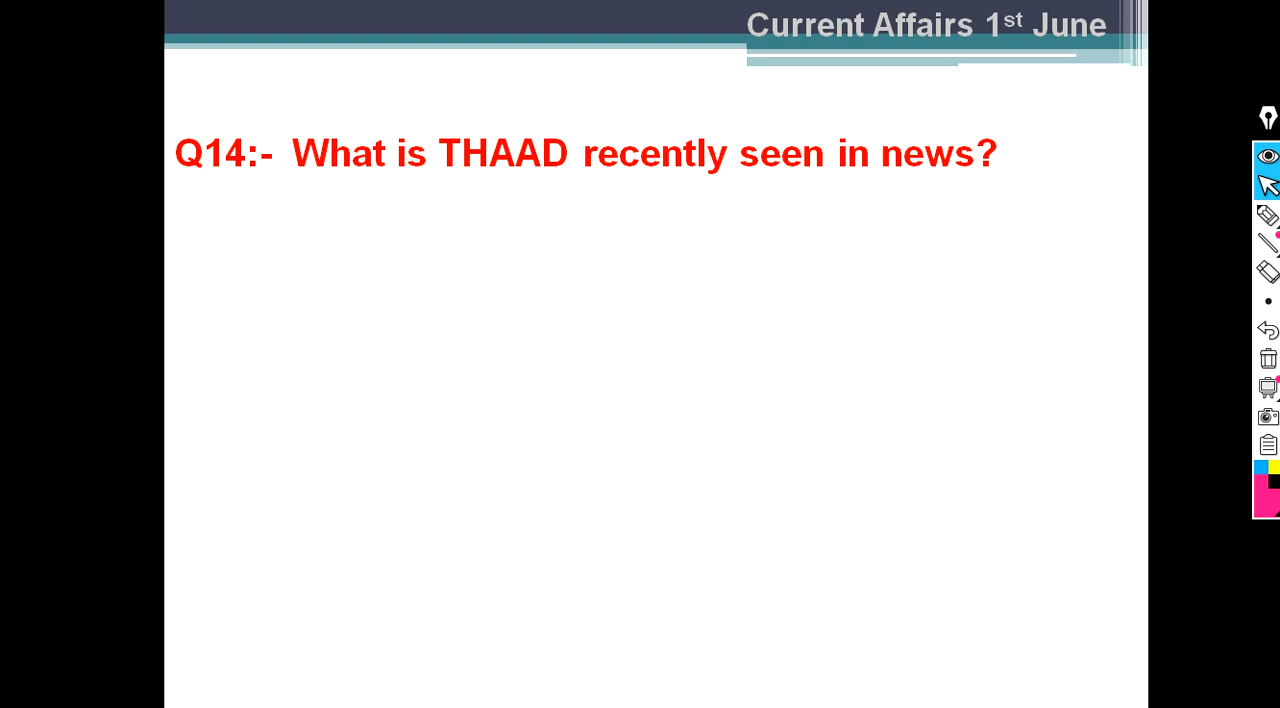 Current Affairs 1st June
Q14:- What is THAAD recently seen in news?